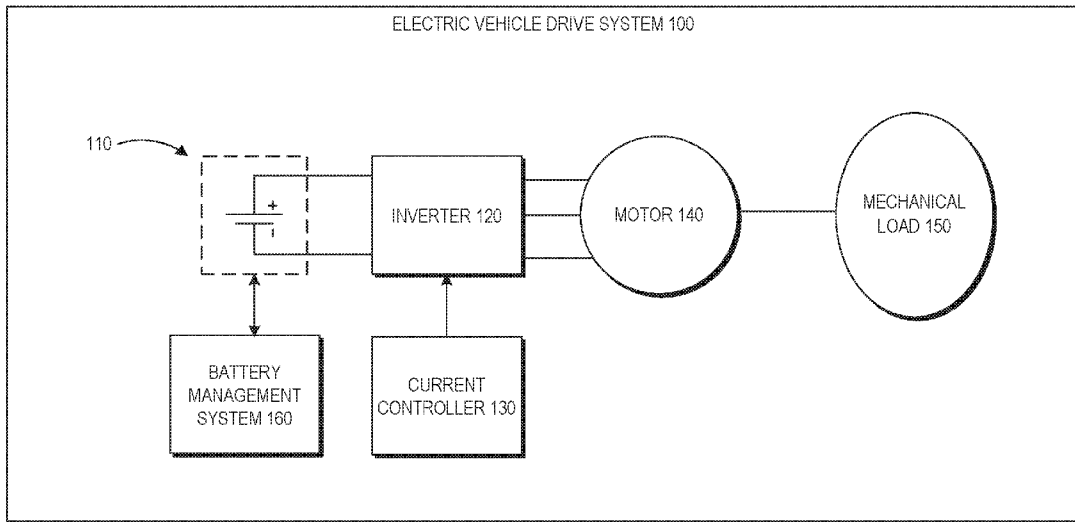 ELECTRIC VEHICLE DRIVE SYSTEM 100
110
+
-
INVERTER 120
MOTOR 140
MECHANICAL
LOAD 150
BATTERY
MANAGEMENT
SYSTEM 160
CURRENT
CONTROLLER 130